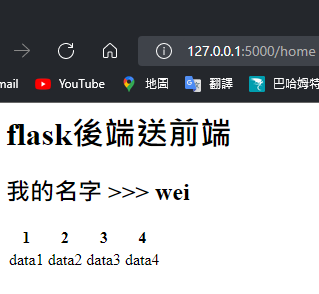 127.0.0.1:5000/home
mail YouTube 地圖 翻譯 巴哈姆特
flask後端送前端
我的名字 >>> wei
1 2 3 4
data1 data2 data3 data4